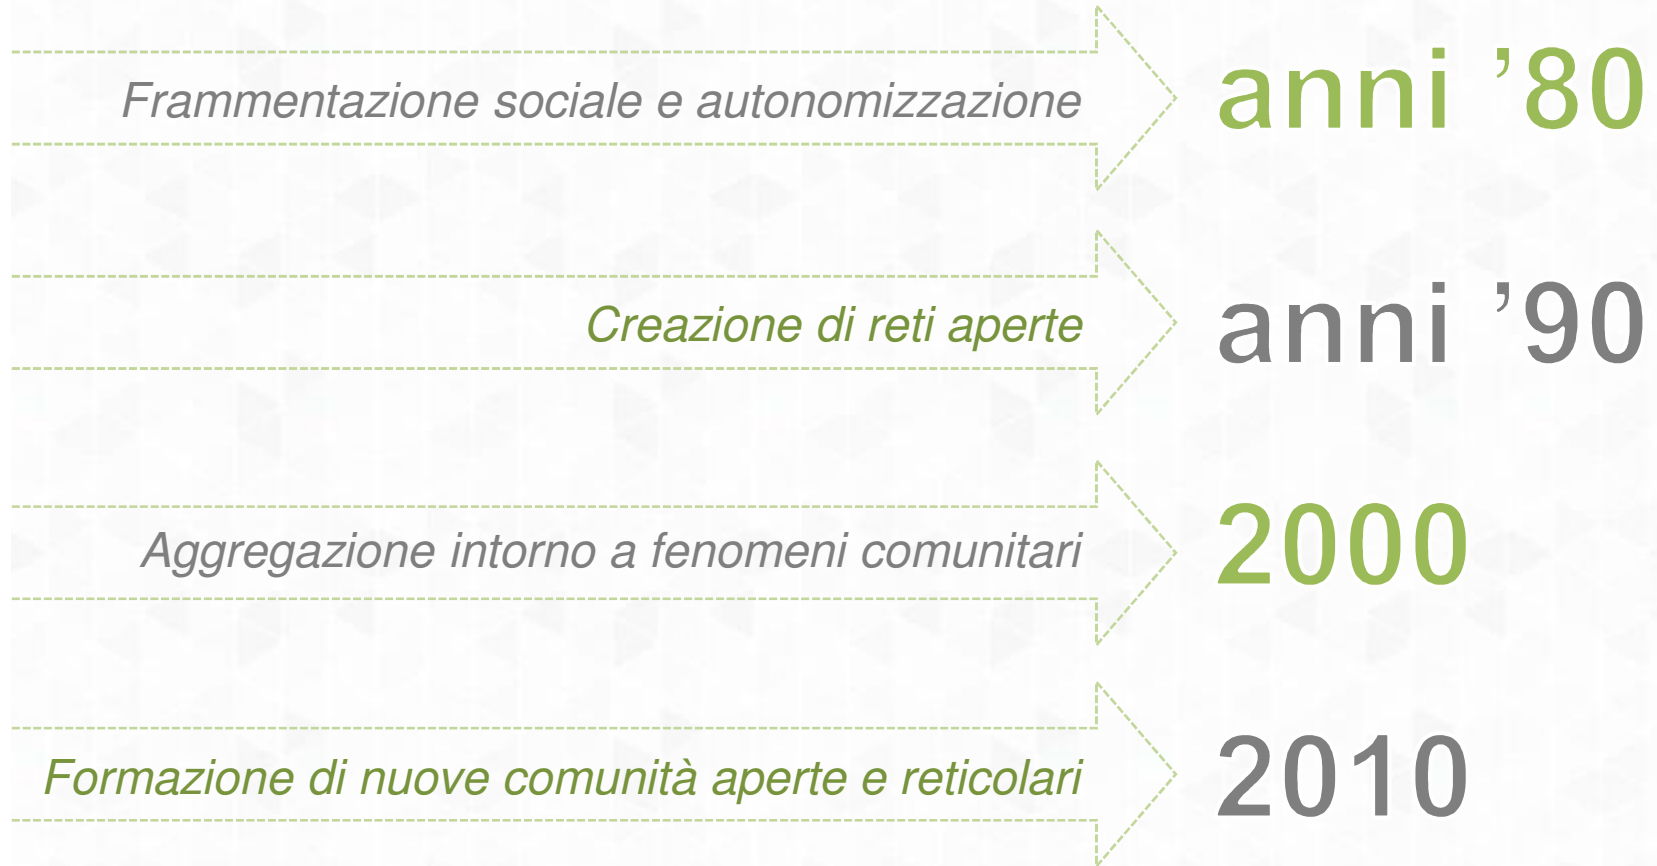 Frammentazione sociale e autonomizzazione
anni ’80
Creazione di reti aperte
anni ’90
Aggregazione intorno a fenomeni comunitari
2000
Formazione di nuove comunità aperte e reticolari
2010